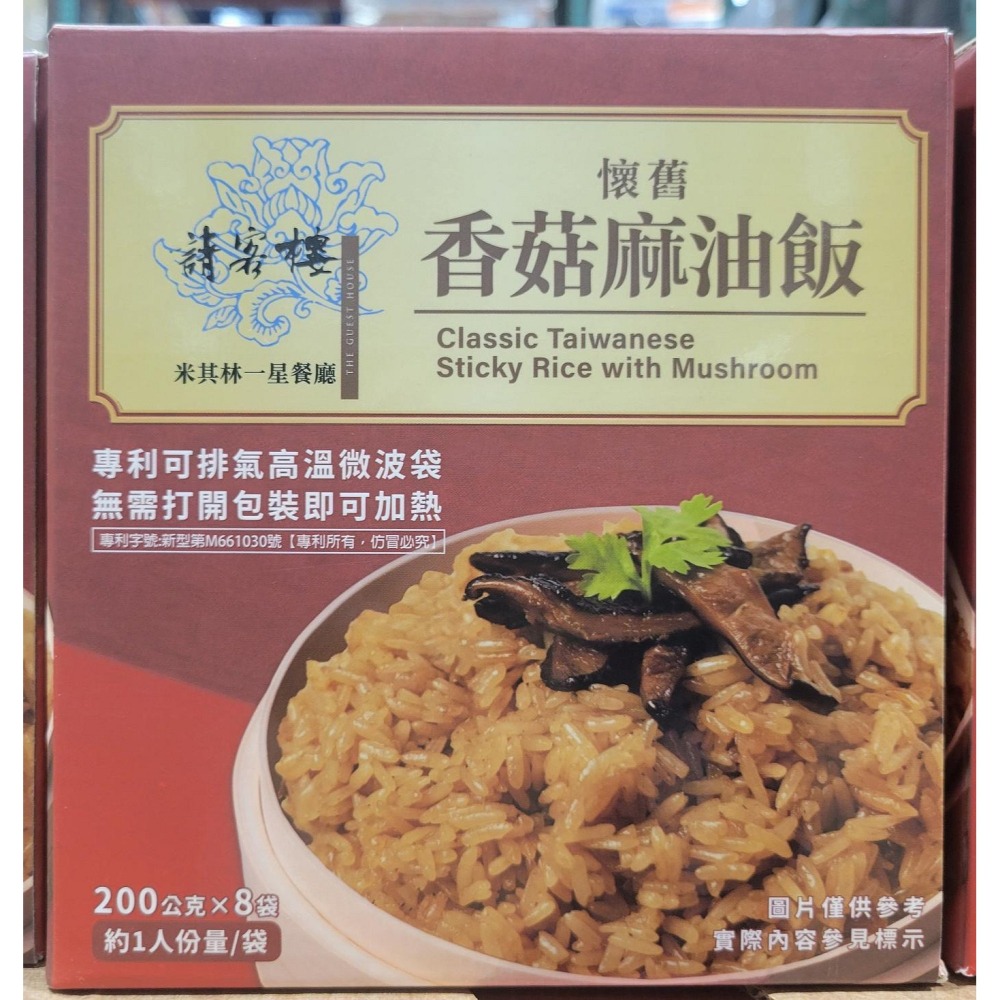 請客樓
THE GUEST HOUSE
米其林一星餐廳
懷舊
香菇麻油飯
Classic Taiwanese
Sticky Rice with Mushroom
專利可排氣高溫微波袋
無需打開包裝即可加熱
專利字號:新型第M661030號【專利所有,仿冒必究】
200公克×8袋
約1人份量/袋
圖片僅供參考
實際內容參見標示